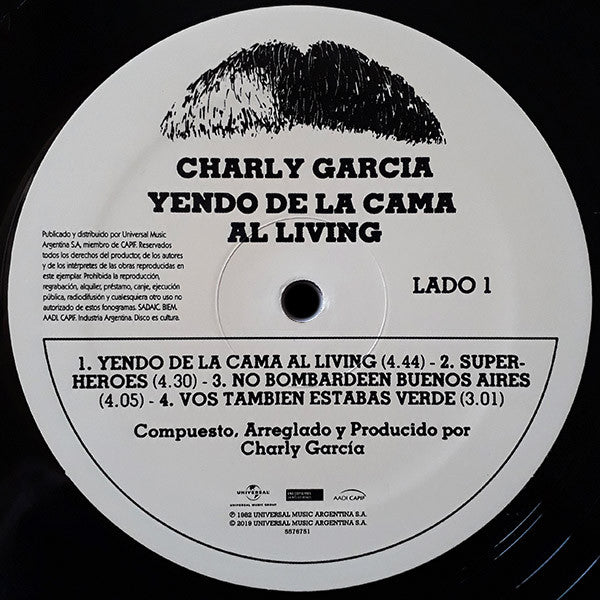 CHARLY GARCIA
YENDO DE LA CAMA
AL LIVING
Publicado y distribuido por Universal Music
Argentina S.A, miembro de CAPIF. Reservados
todos los derechos del productor, de los autores
y de los intérpretes de las obras reproducidas en
este ejemplar. Prohibida la reproducción,
regrabación, alquiler, préstamo, canje, ejecución
pública, radiodifusión y cualesquiera otro uso no
autorizado de estos fonogramas. SADAIC. BIEM.
AADI. CAPIF. Industria Argentina. Disco es cultura.
LADO 1
1. YENDO DE LA CAMA AL LIVING (4.44) - 2. SUPER-
HEROES (4.30) - 3. NO BOMBARDEEN BUENOS AIRES
(4.05) - 4. VOS TAMBIEN ESTABAS VERDE (3.01)
Compuesto, Arreglado y Producido por
Charly García
UNIVERSAL
UNIVERSAL MUSIC GROUP
AADI CAPIF
℗ 1982 UNIVERSAL MUSIC ARGENTINA S.A.
© 2019 UNIVERSAL MUSIC ARGENTINA S.A.
5576751